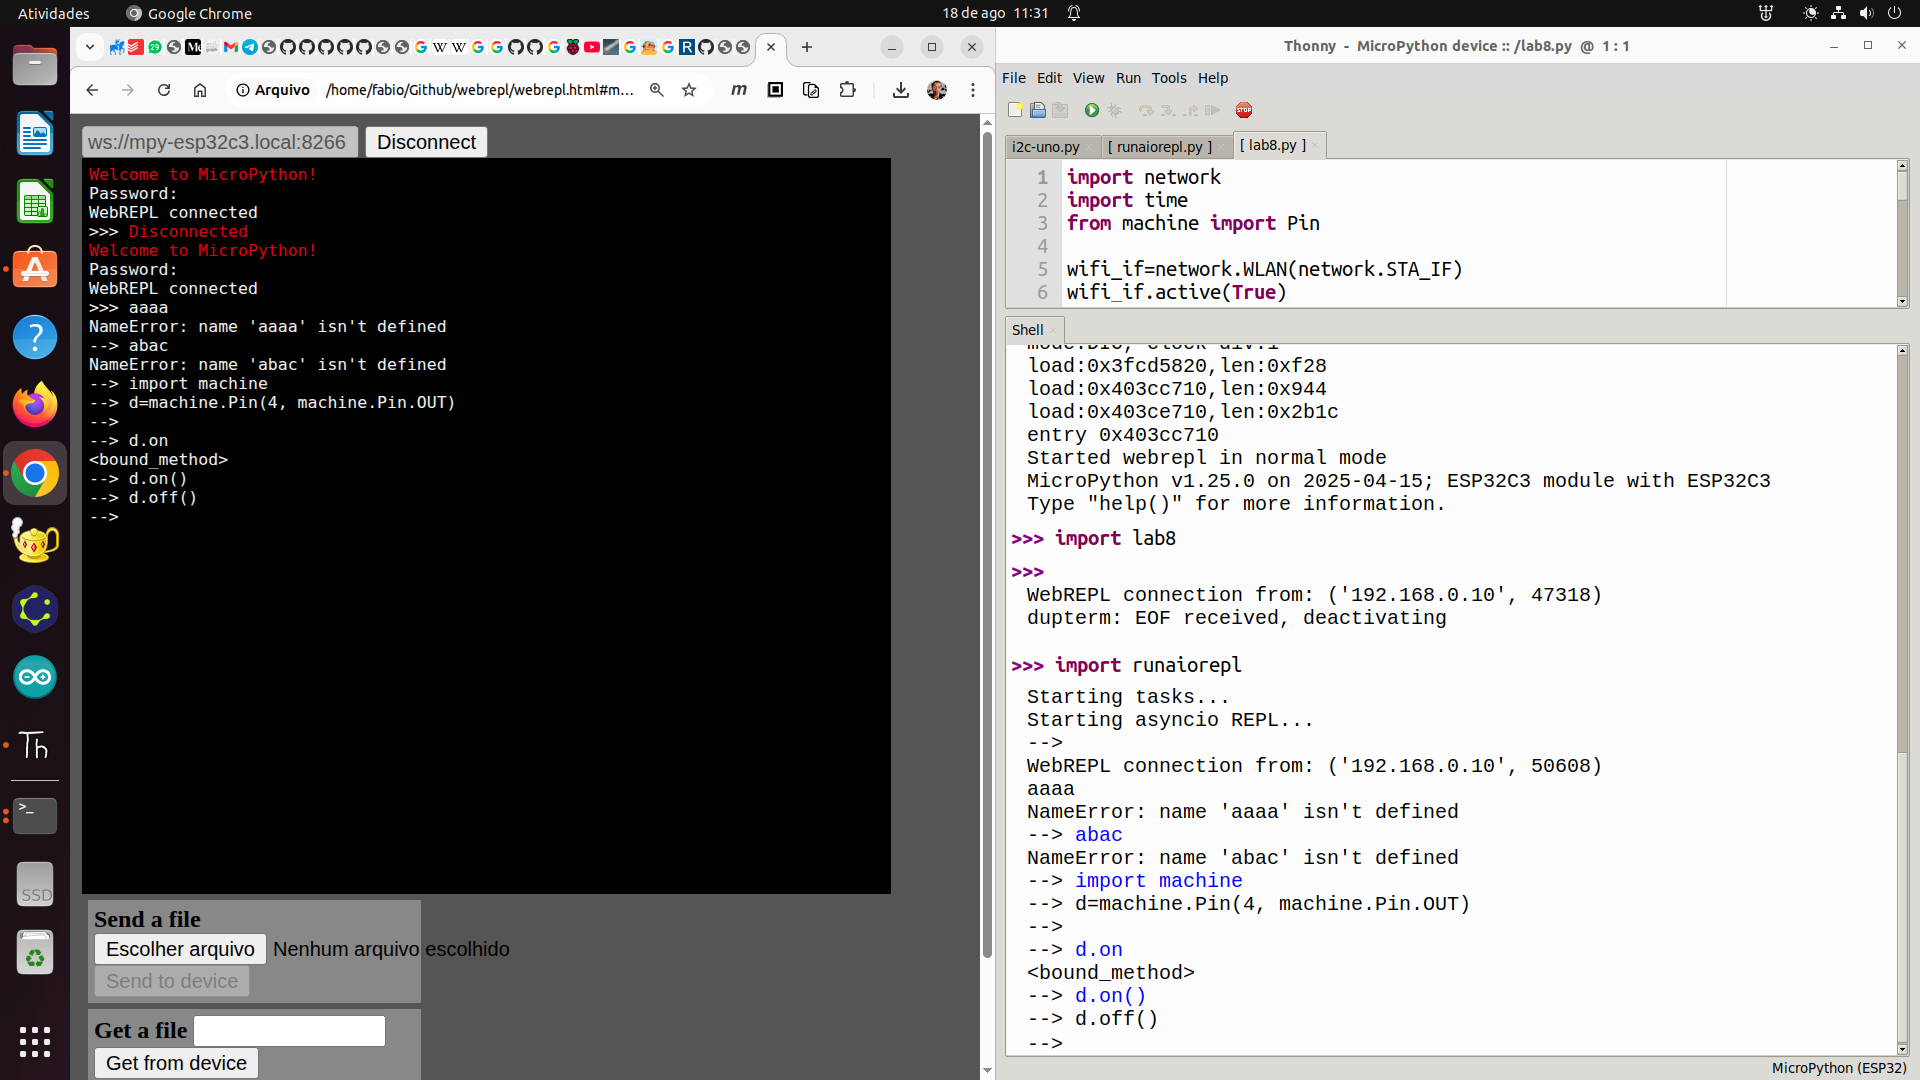 Atividades
Google Chrome
18 de ago 11:31
Arquivo
/home/fabio/Github/webrepl/webrepl.html#m...
ws://mpy-esp32c3.local:8266
Disconnect
Welcome to MicroPython!
Password:
WebREPL connected
>>> Disconnected
Welcome to MicroPython!
Password:
WebREPL connected
>>> aaaa
NameError: name 'aaaa' isn't defined
--> abac
NameError: name 'abac' isn't defined
--> import machine
--> d=machine.Pin(4, machine.Pin.OUT)
-->
--> d.on
<bound_method>
--> d.on()
--> d.off()
-->
Send a file
Escolher arquivo Nenhum arquivo escolhido
Send to device
Get a file
Get from device
SSD
Thonny - MicroPython device :: /lab8.py @ 1 : 1
File Edit View Run Tools Help
STOP
i2c-uno.py
[ runaiorepl.py ]
[ lab8.py ]
1 import network
2 import time
3 from machine import Pin
4
5 wifi_if=network.WLAN(network.STA_IF)
6 wifi_if.active(True)
Shell
mode:DIO, clock div:1
load:0x3fcd5820,len:0xf28
load:0x403cc710,len:0x944
load:0x403ce710,len:0x2b1c
entry 0x403cc710
Started webrepl in normal mode
MicroPython v1.25.0 on 2025-04-15; ESP32C3 module with ESP32C3
Type "help()" for more information.
>>> import lab8
>>>
WebREPL connection from: ('192.168.0.10', 47318)
dupterm: EOF received, deactivating
>>> import runaiorepl
Starting tasks...
Starting asyncio REPL...
-->
WebREPL connection from: ('192.168.0.10', 50608)
aaaa
NameError: name 'aaaa' isn't defined
--> abac
NameError: name 'abac' isn't defined
--> import machine
--> d=machine.Pin(4, machine.Pin.OUT)
-->
--> d.on
<bound_method>
--> d.on()
--> d.off()
-->
MicroPython (ESP32)